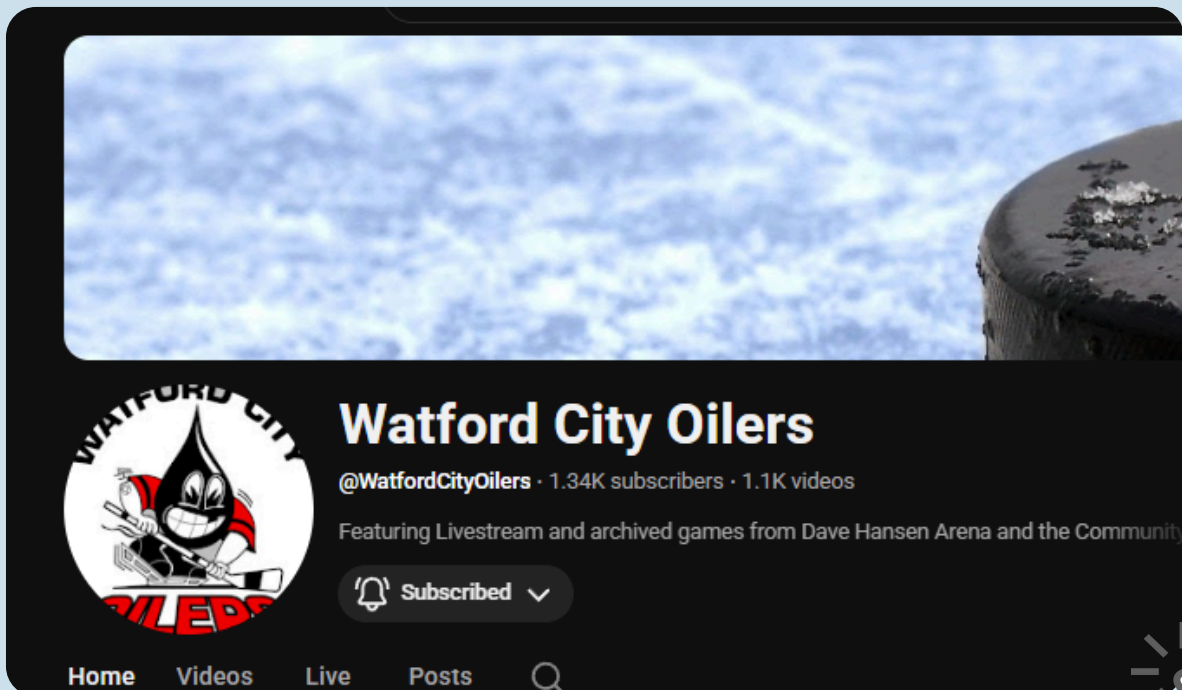 WATFORD CITY
OILERS
Watford City Oilers
@WatfordCityOilers · 1.34K subscribers · 1.1K videos
Featuring Livestream and archived games from Dave Hansen Arena and the Community
Subscribed
Home Videos Live Posts